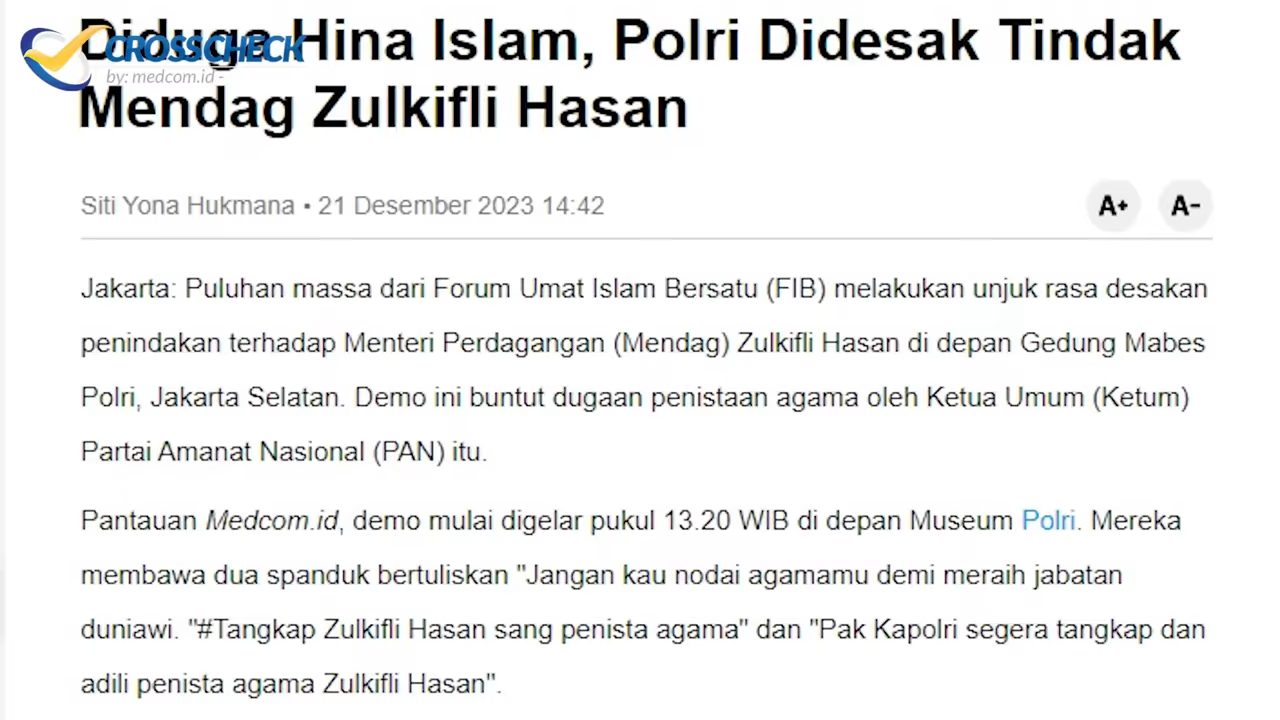 Diduga Hina Islam, Polri Didesak Tindak
CROSSCHECK
by: medcom.id -
Mendag Zulkifli Hasan
Siti Yona Hukmana • 21 Desember 2023 14:42
A+ A-
Jakarta: Puluhan massa dari Forum Umat Islam Bersatu (FIB) melakukan unjuk rasa desakan
penindakan terhadap Menteri Perdagangan (Mendag) Zulkifli Hasan di depan Gedung Mabes
Polri, Jakarta Selatan. Demo ini buntut dugaan penistaan agama oleh Ketua Umum (Ketum)
Partai Amanat Nasional (PAN) itu.
Pantauan Medcom.id, demo mulai digelar pukul 13.20 WIB di depan Museum Polri. Mereka
membawa dua spanduk bertuliskan "Jangan kau nodai agamamu demi meraih jabatan
duniawi. "#Tangkap Zulkifli Hasan sang penista agama" dan "Pak Kapolri segera tangkap dan
adili penista agama Zulkifli Hasan".